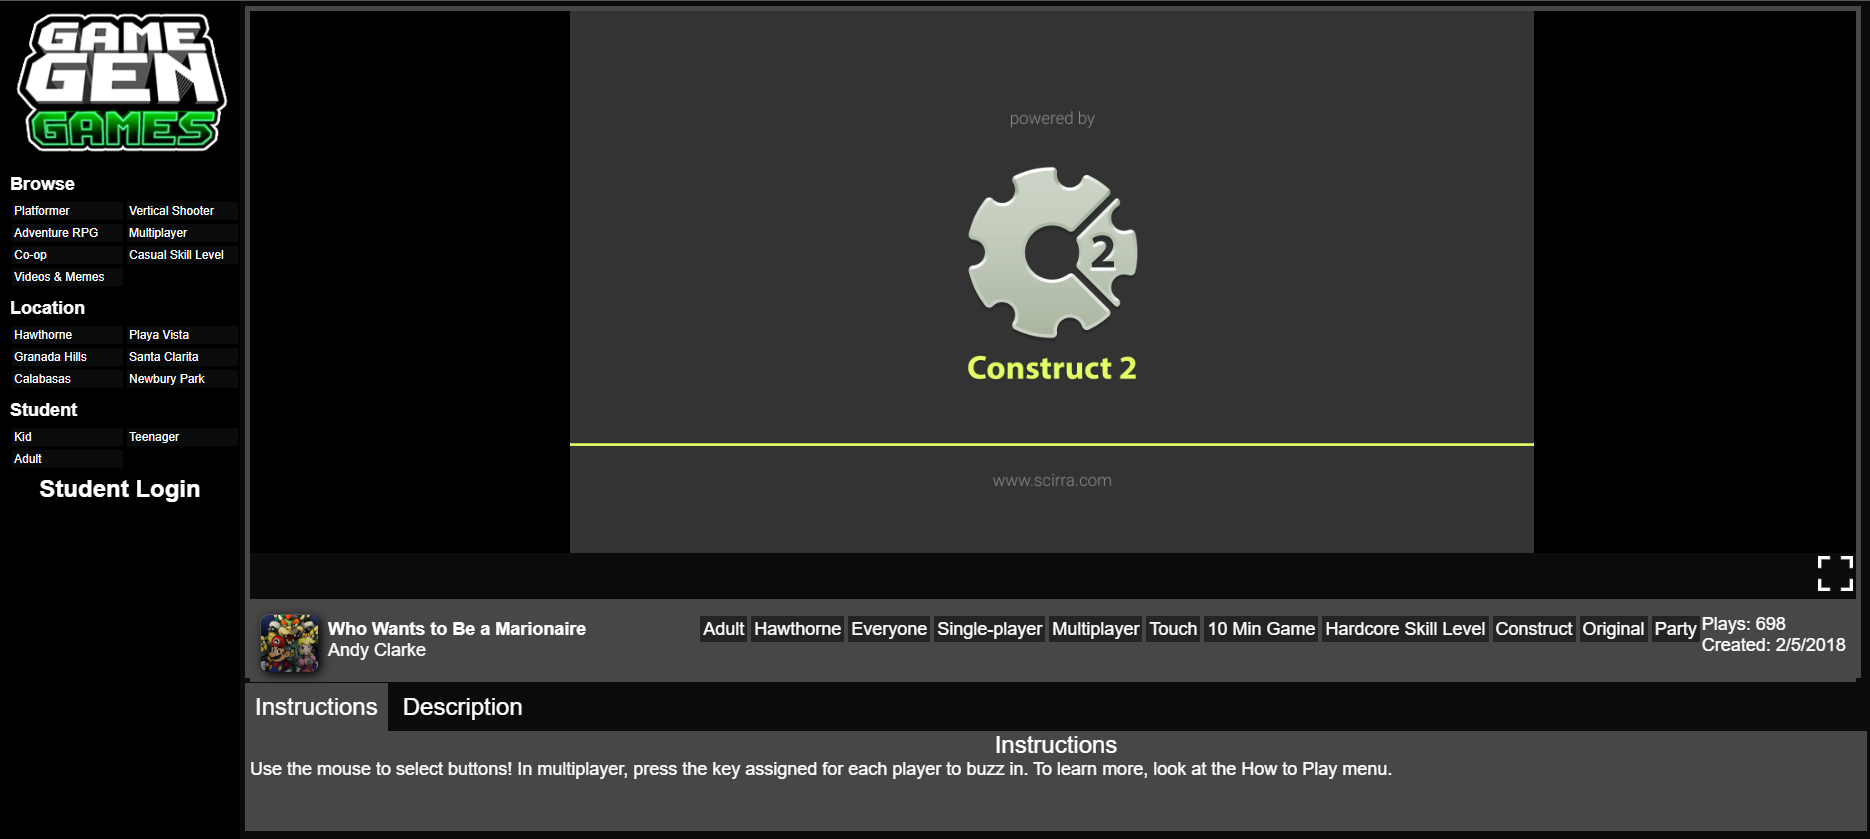 GAME
GEN
GAMES
Browse
Platformer Vertical Shooter
Adventure RPG Multiplayer
Co-op Casual Skill Level
Videos & Memes
Location
Hawthorne Playa Vista
Granada Hills Santa Clarita
Calabasas Newbury Park
Student
Kid Teenager
Adult
Student Login
powered by
2
Construct 2
www.scirra.com
Who Wants to Be a Marionaire
Andy Clarke
Adult Hawthorne Everyone Single-player Multiplayer Touch 10 Min Game Hardcore Skill Level Construct Original Party
Plays: 698
Created: 2/5/2018
Instructions Description
Instructions
Use the mouse to select buttons! In multiplayer, press the key assigned for each player to buzz in. To learn more, look at the How to Play menu.